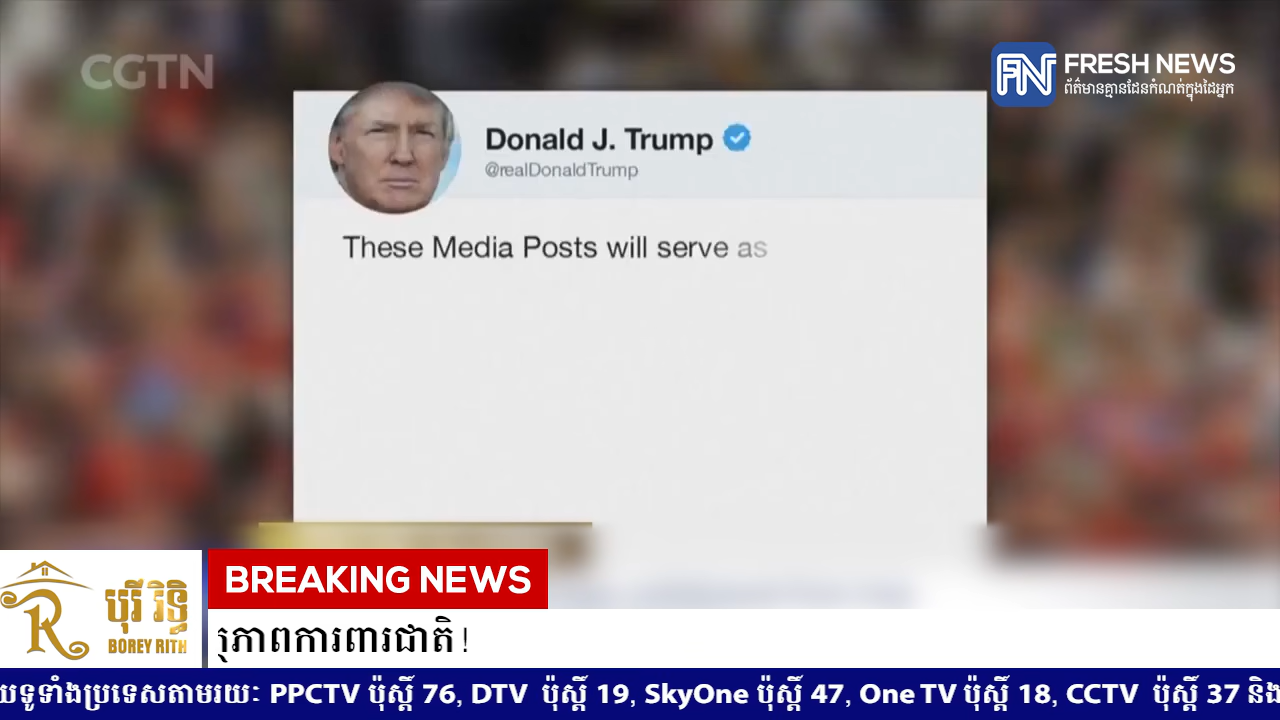 CGTN
FRESH NEWS
ព័ត៌មានគ្មានដែនកំណត់ក្នុងដៃអ្នក
Donald J. Trump
@realDonaldTrump
These Media Posts will serve as
BREAKING NEWS
បុរី រិទ្ធិ
BOREY RITH
ភាពការពារជាតិ!
យទូទាំងប្រទេសតាមរយៈ PPCTV ប៉ុស្តិ៍ 76, DTV ប៉ុស្តិ៍ 19, SkyOne ប៉ុស្តិ៍ 47, One TV ប៉ុស្តិ៍ 18, CCTV ប៉ុស្តិ៍ 37 និង